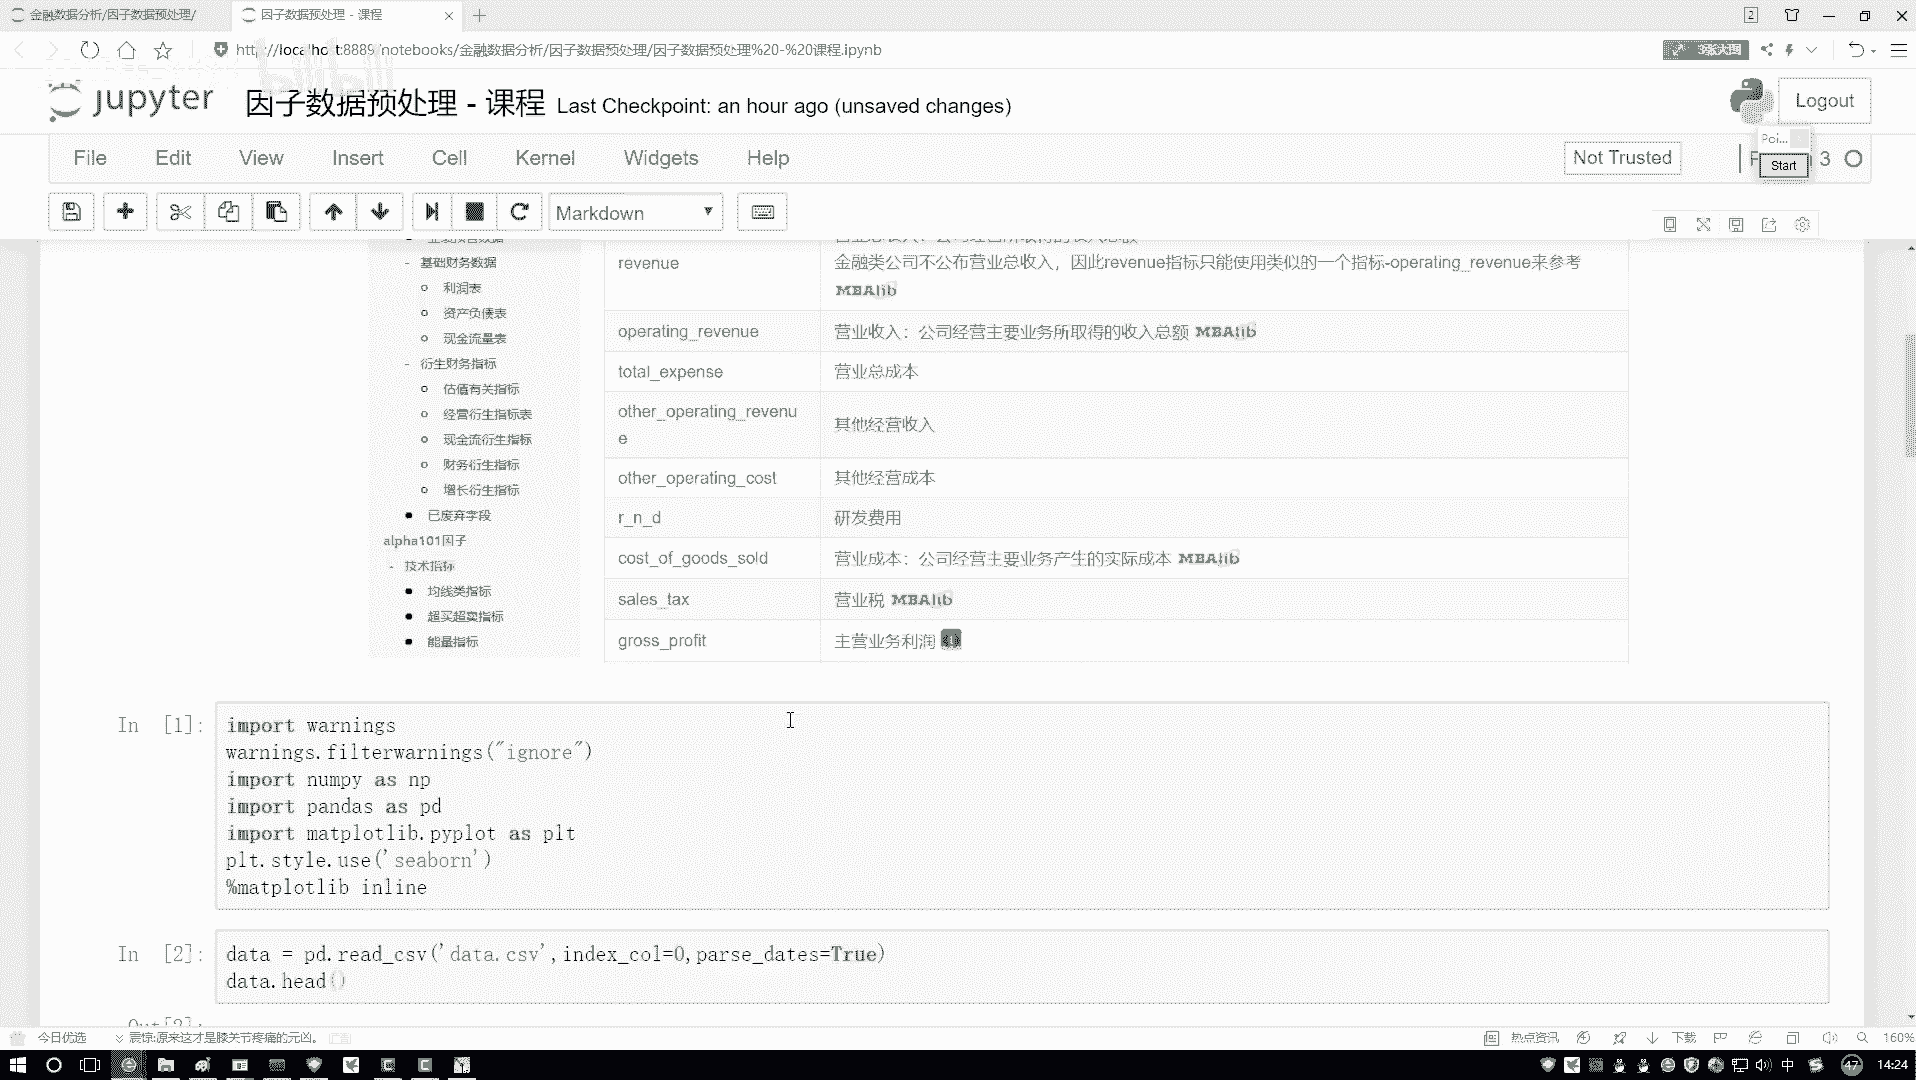 金融数据分析/因子数据预处理/
因子数据预处理 - 课程
2
http://localhost:8889/notebooks/金融数据分析/因子数据预处理/因子数据预处理%20-%20课程.ipynb
3张大图
bilibili
jupyter
因子数据预处理 - 课程 Last Checkpoint: an hour ago (unsaved changes)
Logout
File Edit View Insert Cell Kernel Widgets Help
Not Trusted
3
Poi...
Start
Markdown
基础财务数据
利润表
资产负债表
现金流量表
衍生财务指标
估值有关指标
经营衍生指标表
现金流衍生指标
财务衍生指标
增长衍生指标
已废弃字段
alpha101因子
技术指标
均线类指标
超买超卖指标
能量指标
revenue
金融类公司不公布营业总收入，因此revenue指标只能使用类似的一个指标-operating_revenue来参考
MBAlib
operating_revenue 营业收入：公司经营主要业务所取得的收入总额 MBAlib
total_expense 营业总成本
other_operating_revenu
e
其他经营收入
other_operating_cost 其他经营成本
r_n_d 研发费用
cost_of_goods_sold 营业成本：公司经营主要业务产生的实际成本 MBAlib
sales_tax 营业税 MBAlib
gross_profit 主营业务利润
In [1]:
import warnings
warnings.filterwarnings("ignore")
import numpy as np
import pandas as pd
import matplotlib.pyplot as plt
plt.style.use('seaborn')
%matplotlib inline
In [2]:
data = pd.read_csv('data.csv',index_col=0,parse_dates=True)
data.head()
Out[2]:
今日优选
震惊:原来这才是膝关节疼痛的元凶。
广告
热点资讯
下载
160%
中
47
14:24